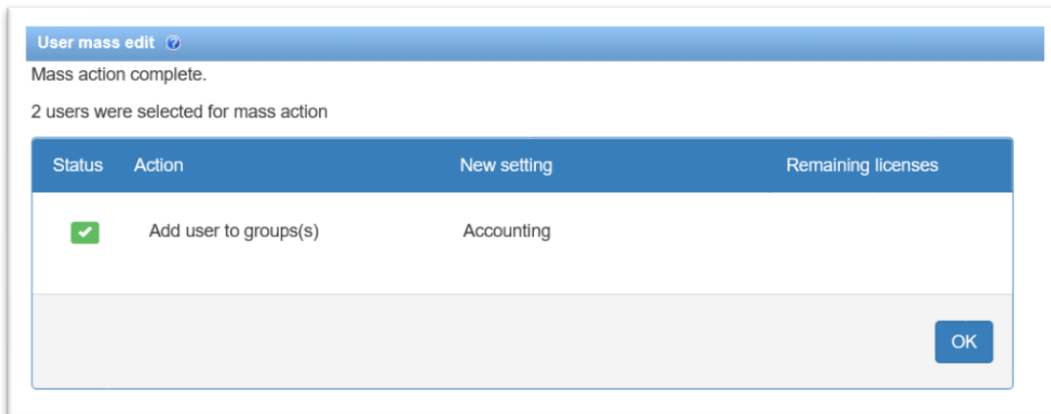 User mass edit
Mass action complete.
2 users were selected for mass action
Status Action New setting Remaining licenses
Add user to groups(s) Accounting
OK